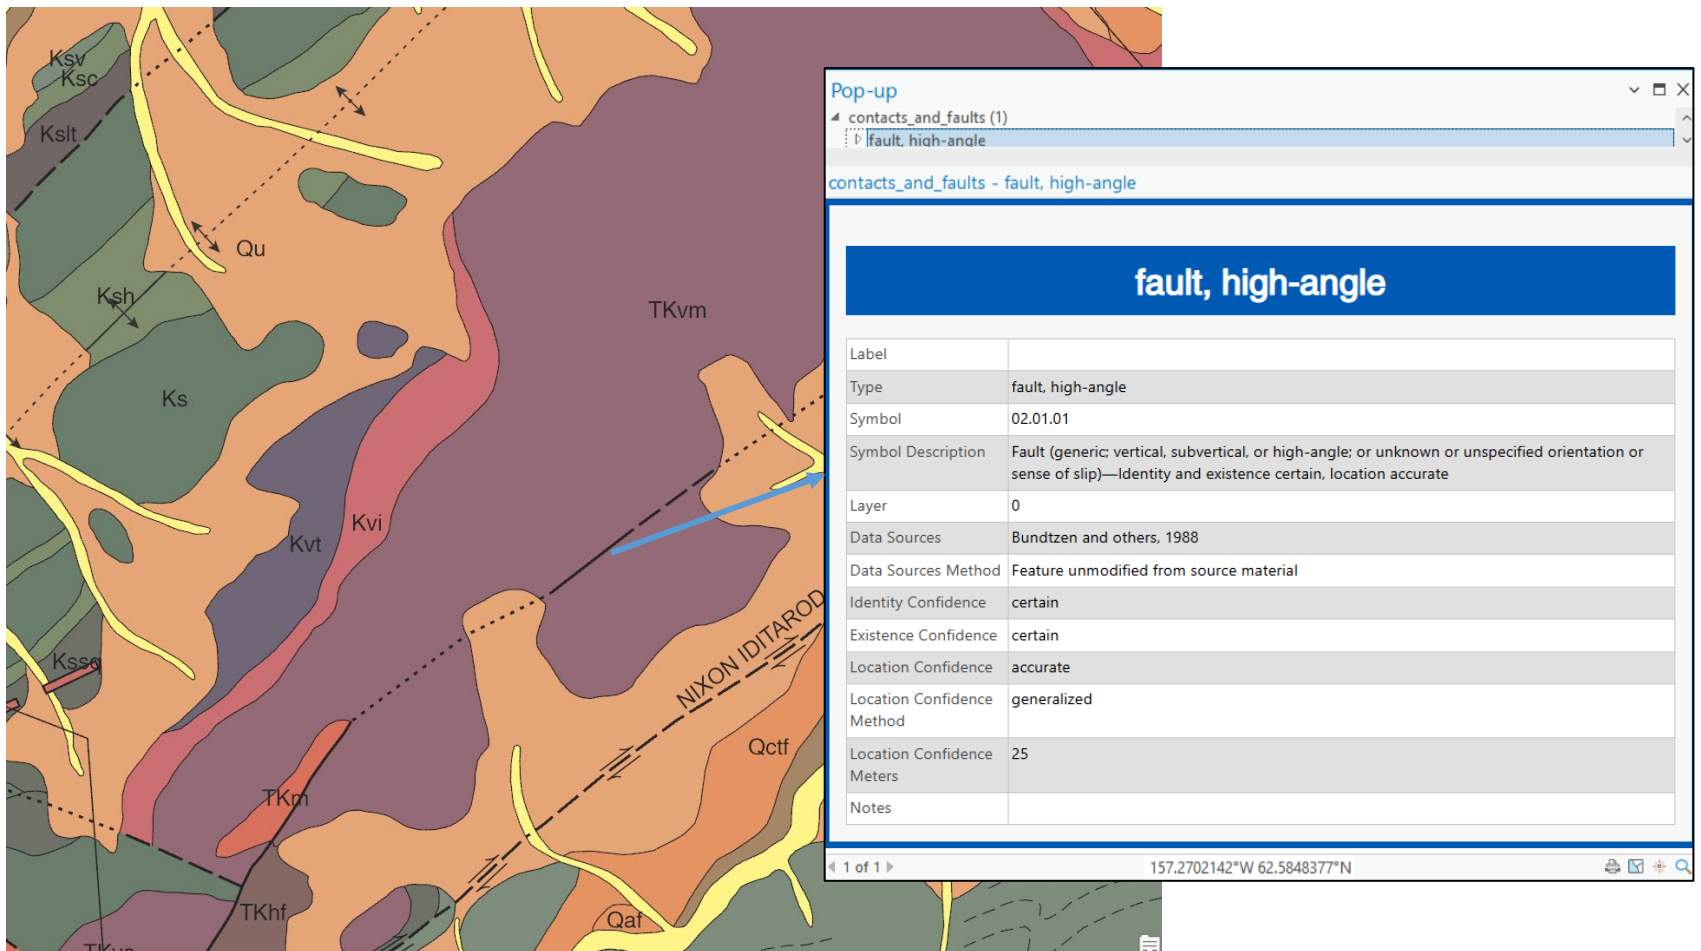 Ksv
Ksc
Kslt
Qu
Ksh
TKvm
Ks
Kvi
Kvt
Kssq
NIXON IDITAROD
Qctf
TKm
TKhf
Qaf
Pop-up
contacts_and_faults (1)
fault, high-angle
contacts_and_faults - fault, high-angle
fault, high-angle
Label
Type fault, high-angle
Symbol 02.01.01
Symbol Description Fault (generic; vertical, subvertical, or high-angle; or unknown or unspecified orientation or
sense of slip)—Identity and existence certain, location accurate
Layer 0
Data Sources Bundtzen and others, 1988
Data Sources Method Feature unmodified from source material
Identity Confidence certain
Existence Confidence certain
Location Confidence accurate
Location Confidence generalized
Method
Location Confidence 25
Meters
Notes
1 of 1 157.2702142°W 62.5848377°N